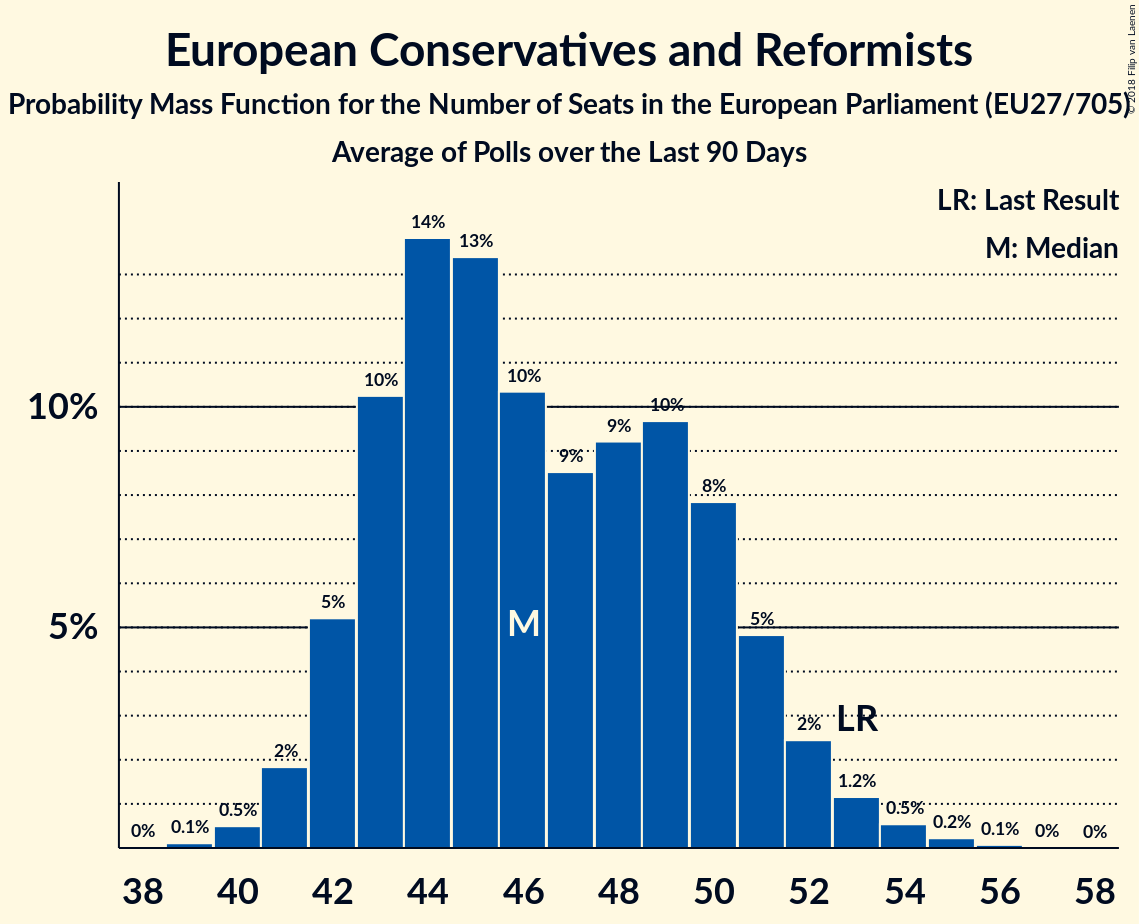 European Conservatives and Reformists
© 2018 Filip van Laenen
Probability Mass Function for the Number of Seats in the European Parliament (EU27/705)
Average of Polls over the Last 90 Days
LR: Last Result
M: Median
14%
13%
10%
10%
10%
10%
9%
9%
8%
5%
5%
5%
M
2%
LR
2%
1.2%
0.5%
0.5%
0%
0.1%
0.2%
0.1%
0%
0%
38 40 42 44 46 48 50 52 54 56 58